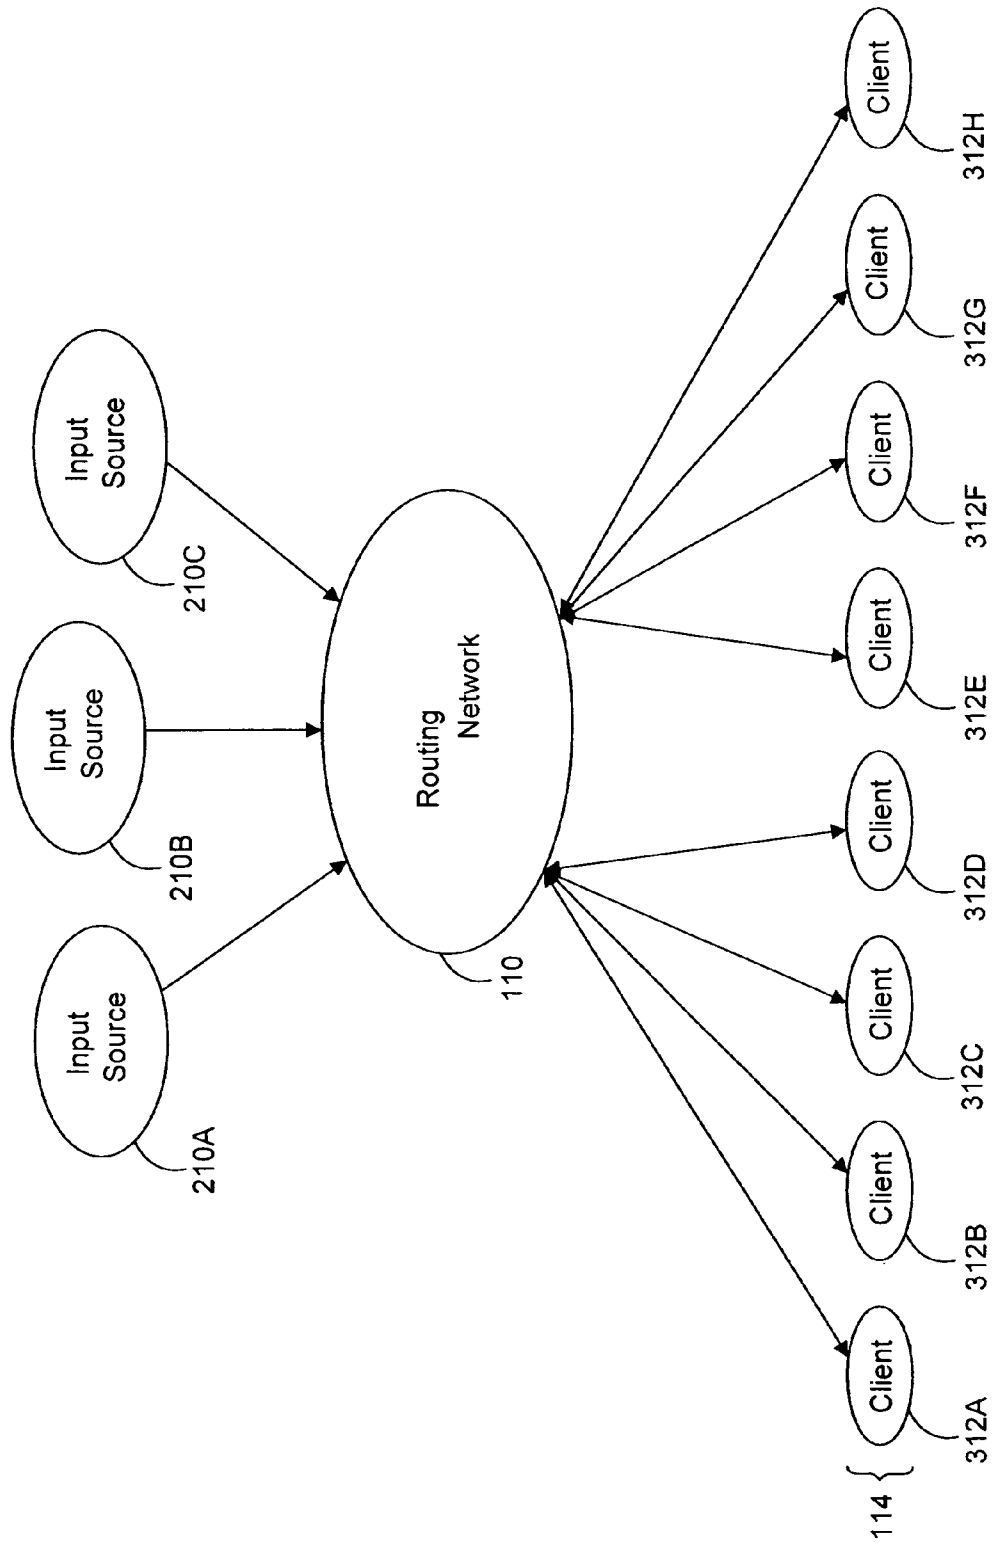 Input
Source
210A
Input
Source
210B
Input
Source
210C
Routing
Network
110
114
Client
312A
Client
312B
Client
312C
Client
312D
Client
312E
Client
312F
Client
312G
Client
312H